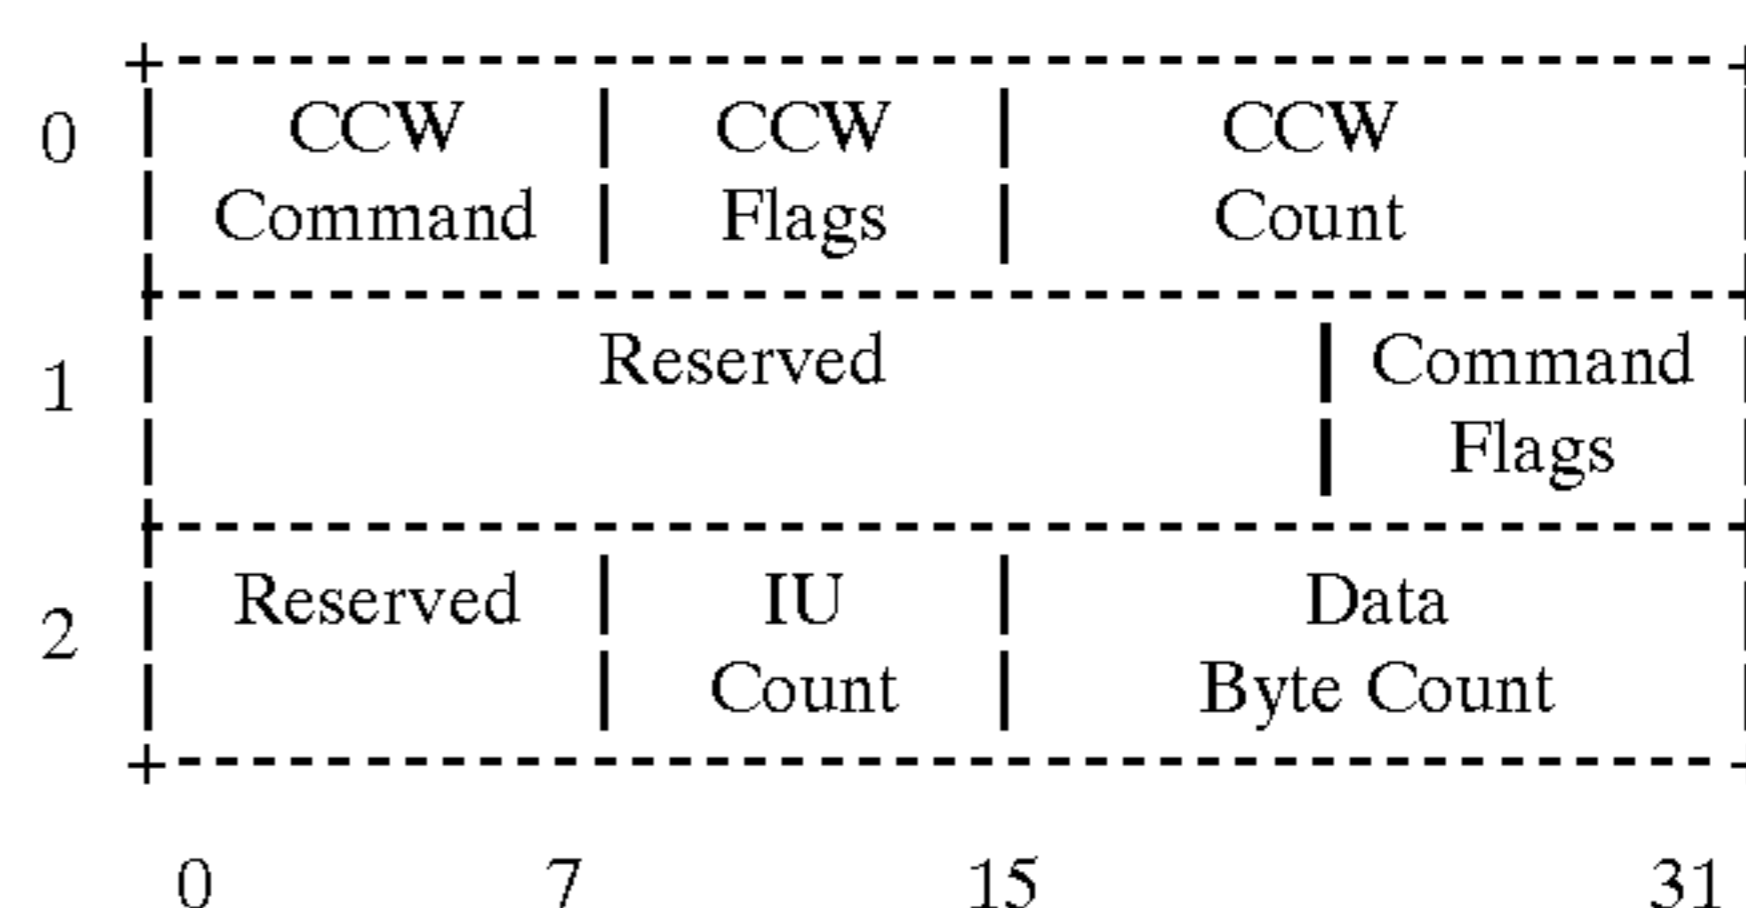 0 CCW CCW CCW
Command Flags Count
1 Reserved Command
Flags
2 Reserved IU Data
Count Byte Count
0 7 15 31